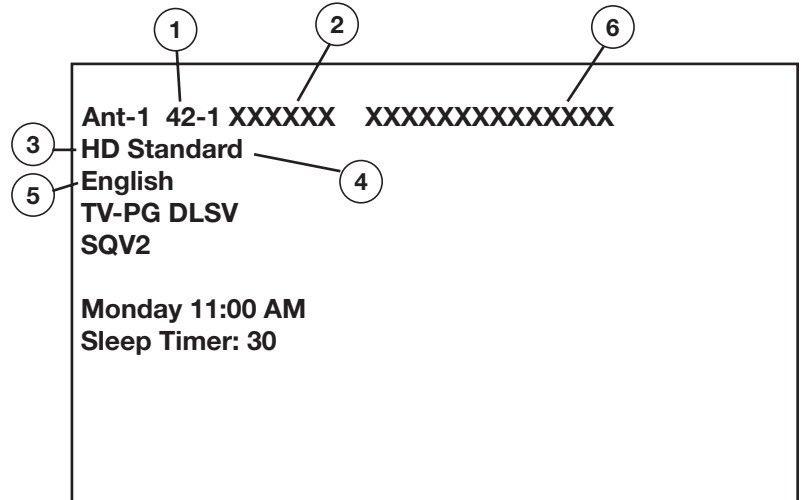 1 2 6
Ant-1 42-1 XXXXXX XXXXXXXXXXXXXX
3 HD Standard
4
5 English
TV-PG DLSV
SQV2
Monday 11:00 AM
Sleep Timer: 30